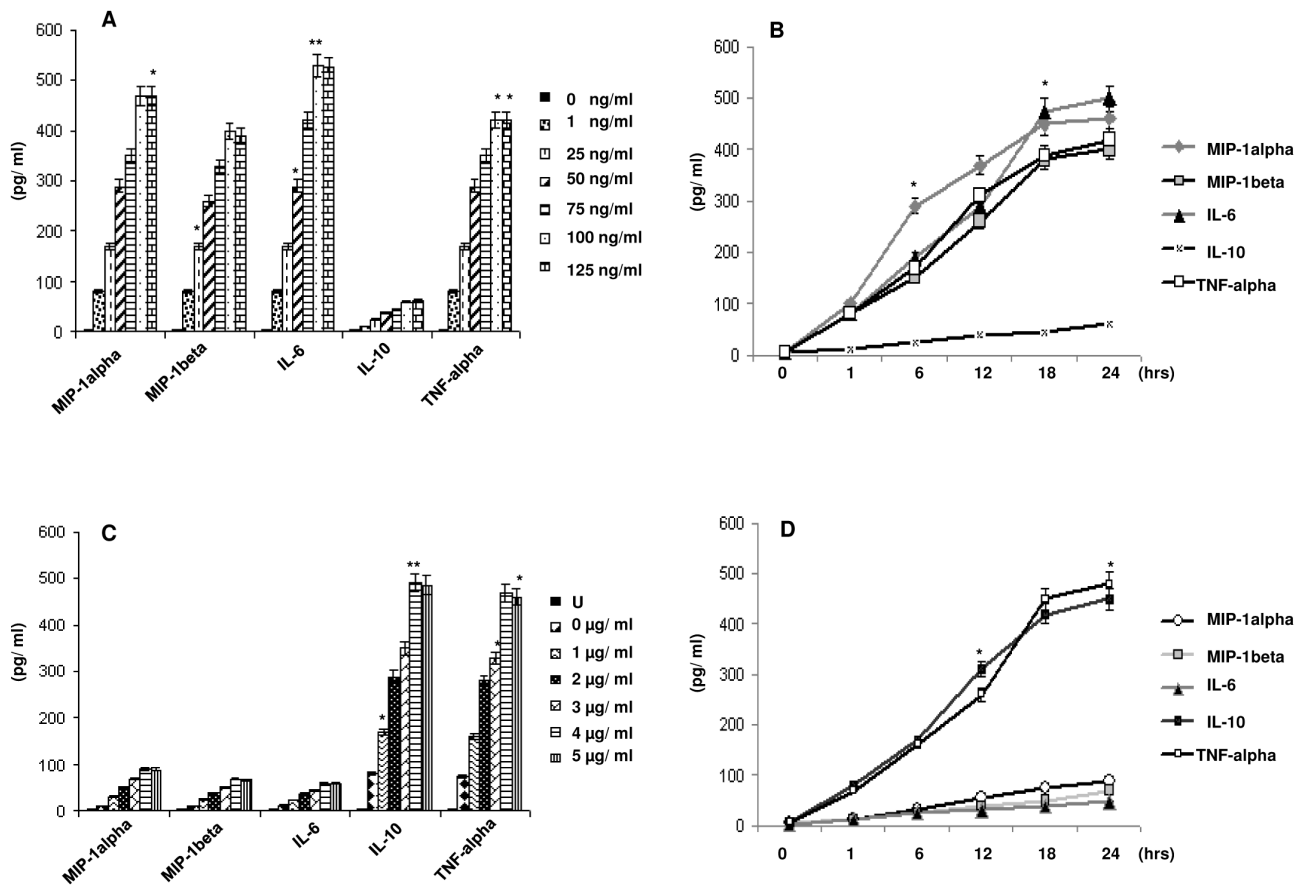 A
600
500
400
300
200
100
0
(pg/ ml)
*
*
*
**
* *
MIP-1alpha
MIP-1beta
IL-6
IL-10
TNF-alpha
0 ng/ml
1 ng/ml
25 ng/ml
50 ng/ml
75 ng/ml
100 ng/ml
125 ng/ml
B
600
500
400
300
200
100
0
(pg/ ml)
*
*
0 1 6 12 18 24 (hrs)
MIP-1alpha
MIP-1beta
IL-6
IL-10
TNF-alpha
C
600
500
400
300
200
100
0
(pg/ ml)
*
**
*
*
MIP-1alpha
MIP-1beta
IL-6
IL-10
TNF-alpha
U
0 µg/ ml
1 µg/ ml
2 µg/ ml
3 µg/ ml
4 µg/ ml
5 µg/ ml
D
600
500
400
300
200
100
0
(pg/ ml)
*
*
0 1 6 12 18 24 (hrs)
MIP-1alpha
MIP-1beta
IL-6
IL-10
TNF-alpha